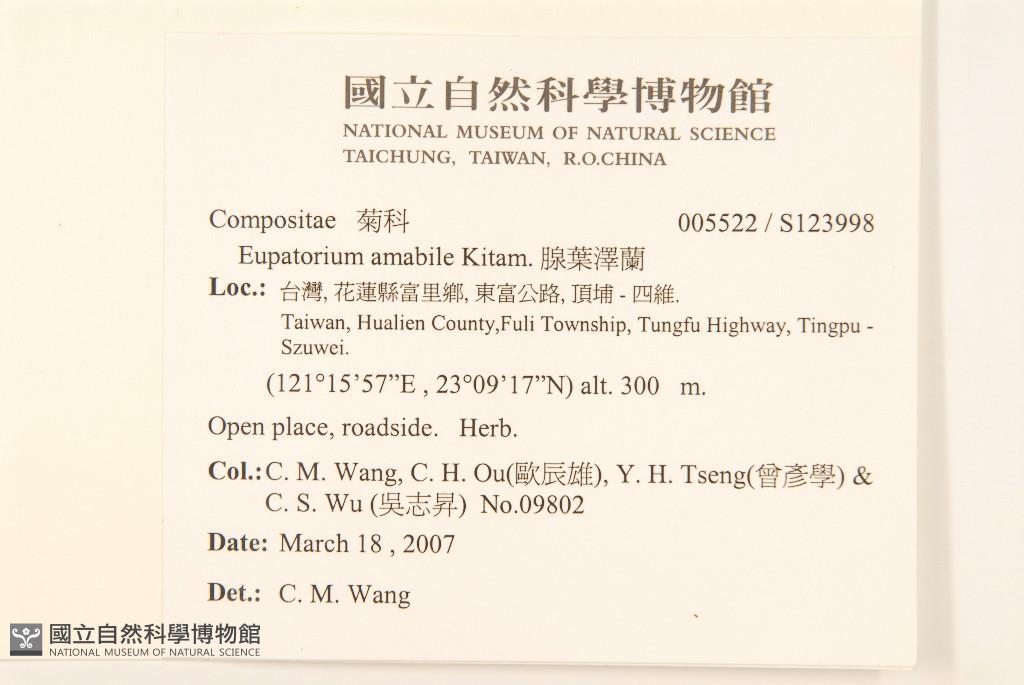 國立自然科學博物館
NATIONAL MUSEUM OF NATURAL SCIENCE
TAICHUNG, TAIWAN, R.O.CHINA
Compositae 菊科 005522 / S123998
Eupatorium amabile Kitam. 腺葉澤蘭
Loc.: 台灣, 花蓮縣富里鄉, 東富公路, 頂埔 - 四維.
Taiwan, Hualien County,Fuli Township, Tungfu Highway, Tingpu -
Szuwei.
(121°15’57”E , 23°09’17”N) alt. 300 m.
Open place, roadside. Herb.
Col.: C. M. Wang, C. H. Ou(歐辰雄), Y. H. Tseng(曾彥學) &
C. S. Wu (吳志昇) No.09802
Date: March 18 , 2007
Det.: C. M. Wang
國立自然科學博物館
NATIONAL MUSEUM OF NATURAL SCIENCE